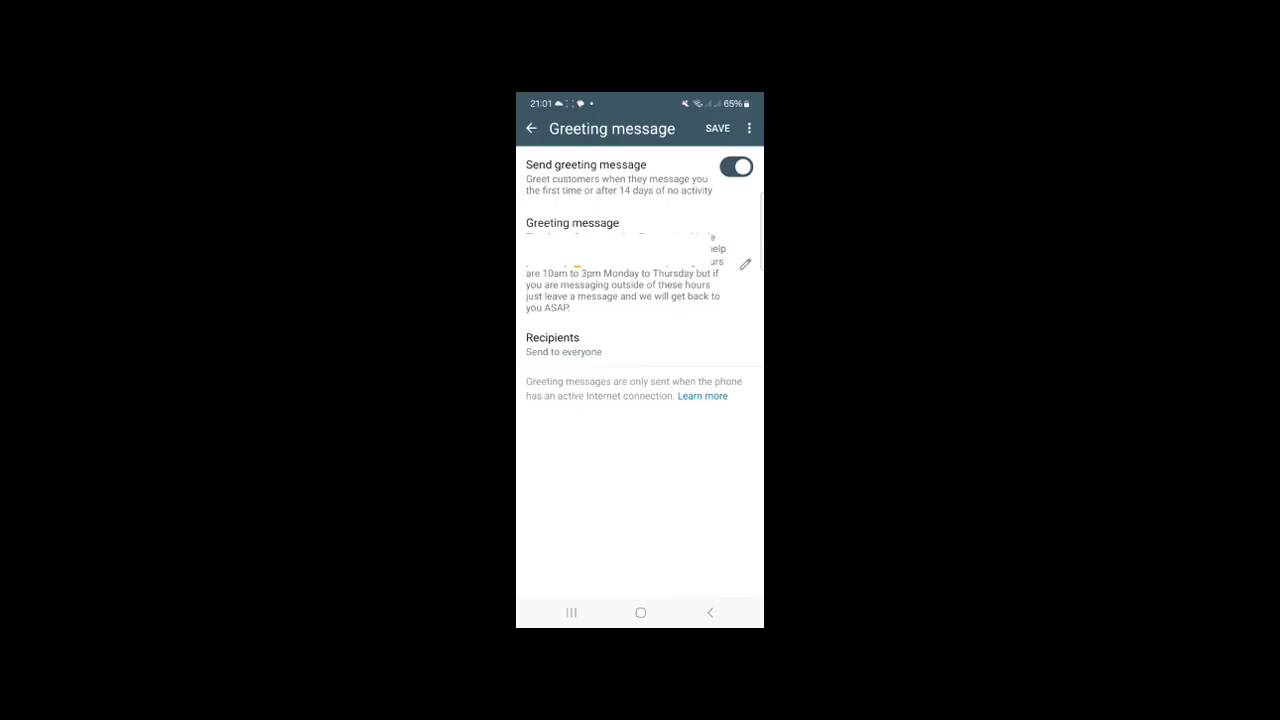 21:01 65%
Greeting message SAVE
Send greeting message
Greet customers when they message you
the first time or after 14 days of no activity
Greeting message
are 10am to 3pm Monday to Thursday but if
you are messaging outside of these hours
just leave a message and we will get back to
you ASAP.
Recipients
Send to everyone
Greeting messages are only sent when the phone
has an active Internet connection. Learn more